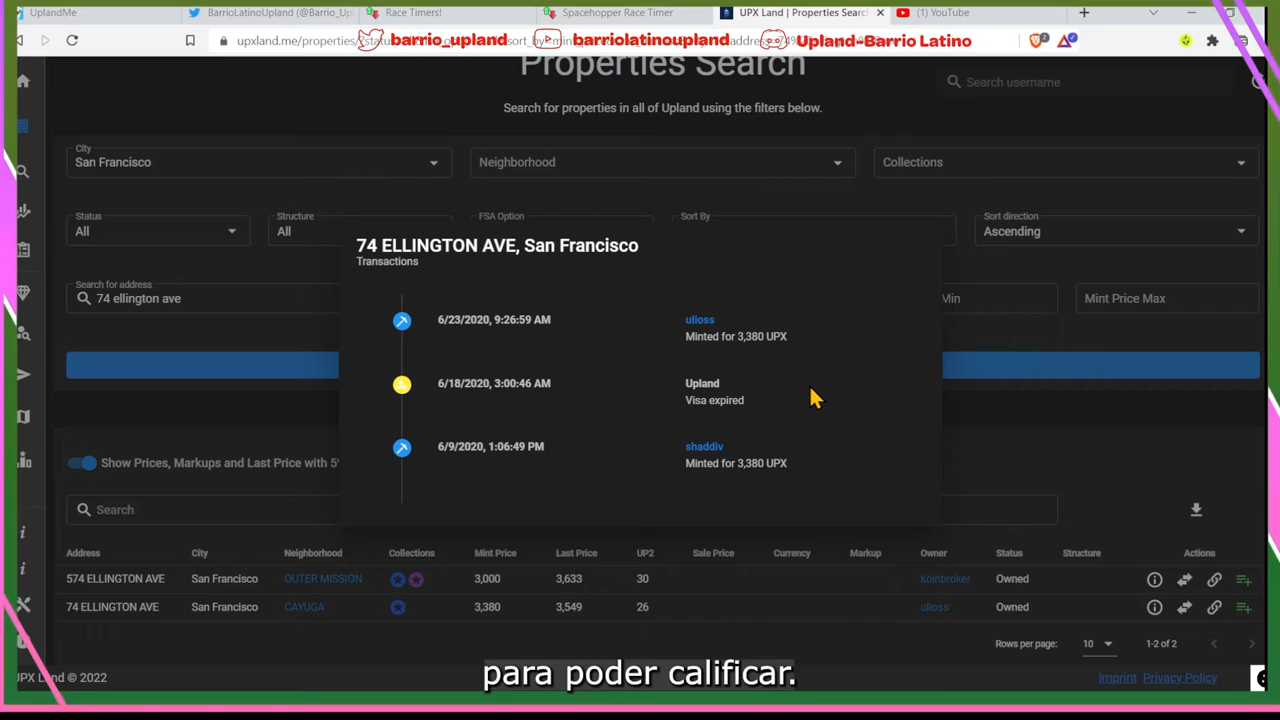 UplandMe
BarrioLatinoUpland (@Barrio_Upl
Race Timers!
Spacehopper Race Timer
UPX Land | Properties Searc
YouTube
barrio_upland
barriolatinoupland
Upland-Barrio Latino
Properties Search
Search username
Search for properties in all of Upland using the filters below.
City
San Francisco
Neighborhood
Collections
Status
All
Structure
All
FSA Option
Sort By
Sort direction
Ascending
Search for address
74 ellington ave
Min
Mint Price Max
74 ELLINGTON AVE, San Francisco
Transactions
6/23/2020, 9:26:59 AM
ulioss
Minted for 3,380 UPX
6/18/2020, 3:00:46 AM
Upland
Visa expired
6/9/2020, 1:06:49 PM
shaddiv
Minted for 3,380 UPX
Show Prices, Markups and Last Price with 5
Search
Address City Neighborhood Collections Mint Price Last Price UP2 Sale Price Currency Markup Owner Status Structure Actions
574 ELLINGTON AVE San Francisco OUTER MISSION 3,000 3,633 30 koinbroker Owned
74 ELLINGTON AVE San Francisco CAYUGA 3,380 3,549 26 ulioss Owned
Rows per page: 10 1-2 of 2
para poder calificar.
UPX Land © 2022
Imprint Privacy Policy